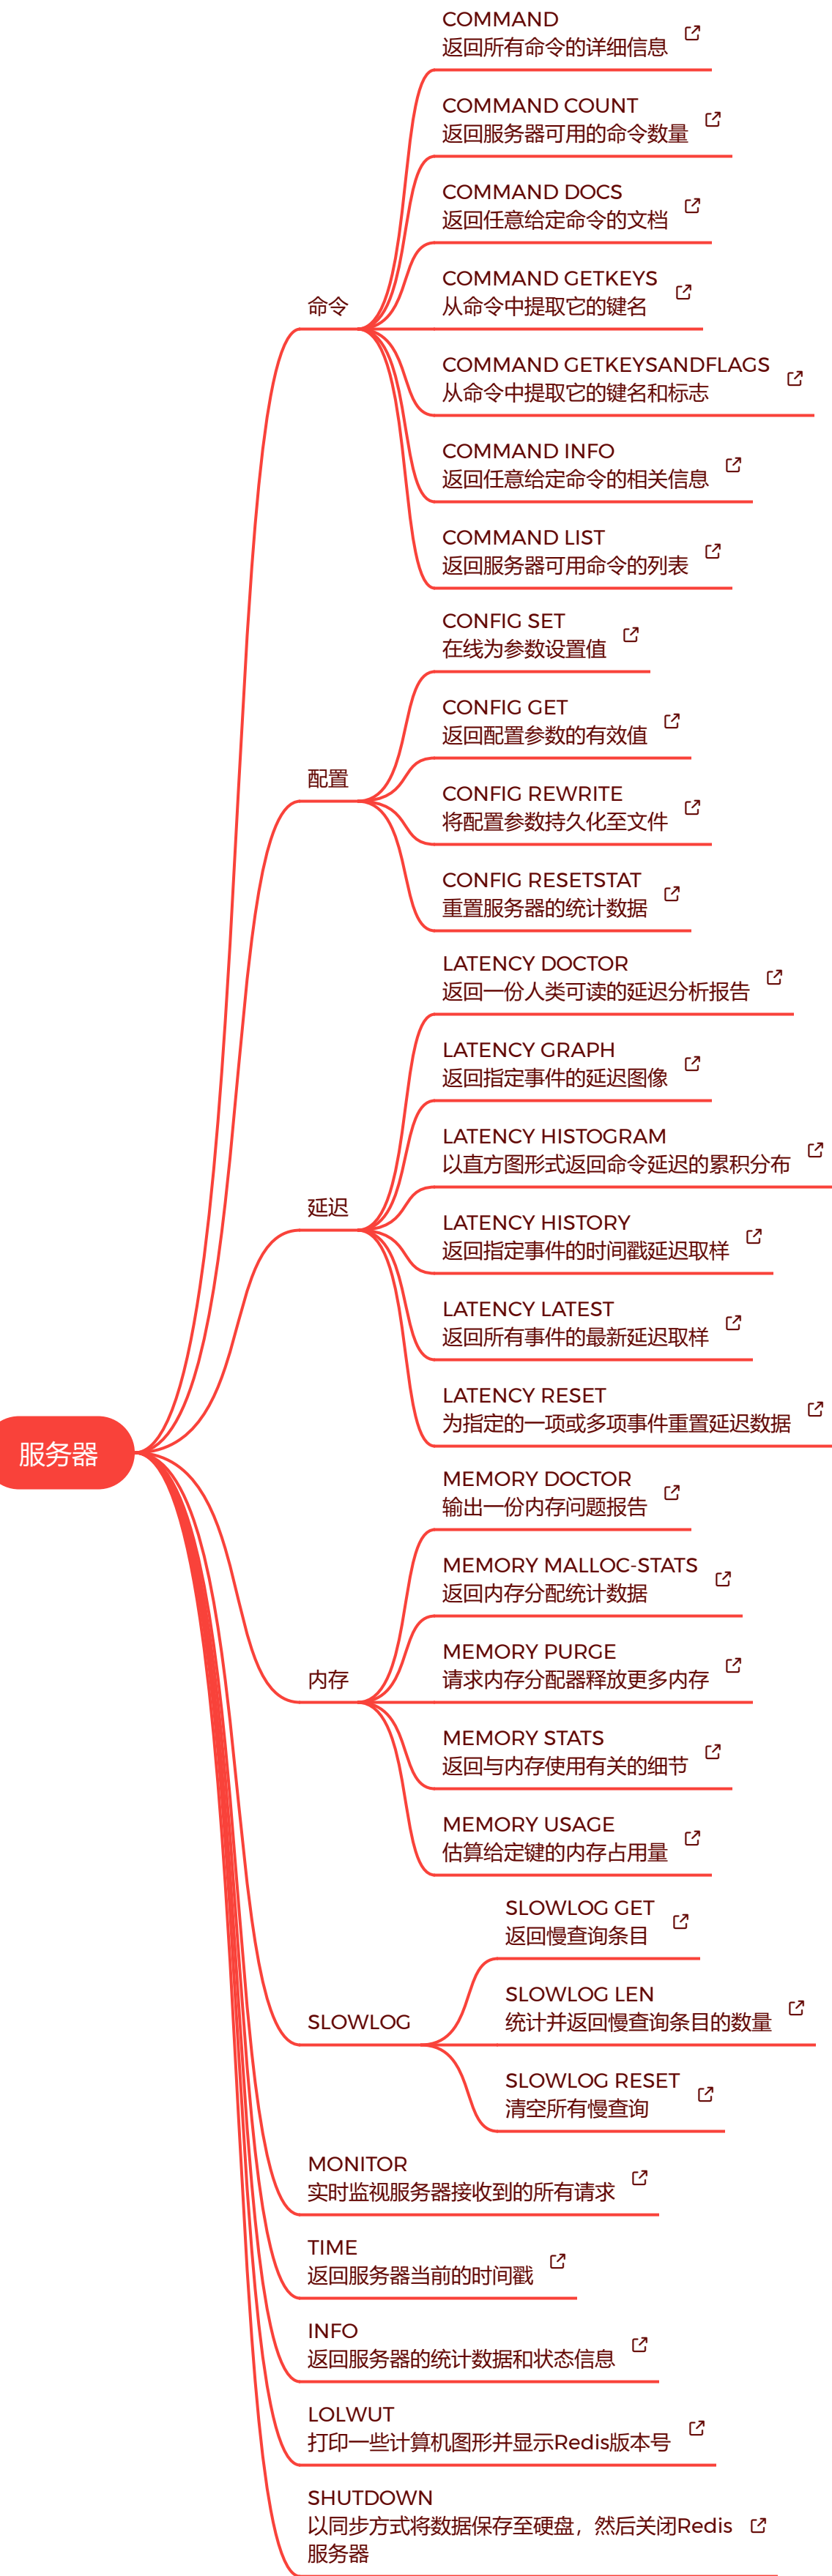 COMMAND
返回所有命令的详细信息
COMMAND COUNT
返回服务器可用的命令数量
COMMAND DOCS
返回任意给定命令的文档
命令
COMMAND GETKEYS
从命令中提取它的键名
COMMAND GETKEYSANDFLAGS
从命令中提取它的键名和标志
COMMAND INFO
返回任意给定命令的相关信息
COMMAND LIST
返回服务器可用命令的列表
CONFIG SET
在线为参数设置值
CONFIG GET
返回配置参数的有效值
配置
CONFIG REWRITE
将配置参数持久化至文件
CONFIG RESETSTAT
重置服务器的统计数据
LATENCY DOCTOR
返回一份人类可读的延迟分析报告
LATENCY GRAPH
返回指定事件的延迟图像
LATENCY HISTOGRAM
以直方图形式返回命令延迟的累积分布
延迟
LATENCY HISTORY
返回指定事件的时间戳延迟取样
LATENCY LATEST
返回所有事件的最新延迟取样
LATENCY RESET
为指定的一项或多项事件重置延迟数据
服务器
MEMORY DOCTOR
输出一份内存问题报告
MEMORY MALLOC-STATS
返回内存分配统计数据
内存
MEMORY PURGE
请求内存分配器释放更多内存
MEMORY STATS
返回与内存使用有关的细节
MEMORY USAGE
估算给定键的内存占用量
SLOWLOG GET
返回慢查询条目
SLOWLOG
SLOWLOG LEN
统计并返回慢查询条目的数量
SLOWLOG RESET
清空所有慢查询
MONITOR
实时监视服务器接收到的所有请求
TIME
返回服务器当前的时间戳
INFO
返回服务器的统计数据和状态信息
LOLWUT
打印一些计算机图形并显示Redis版本号
SHUTDOWN
以同步方式将数据保存至硬盘，然后关闭Redis
服务器